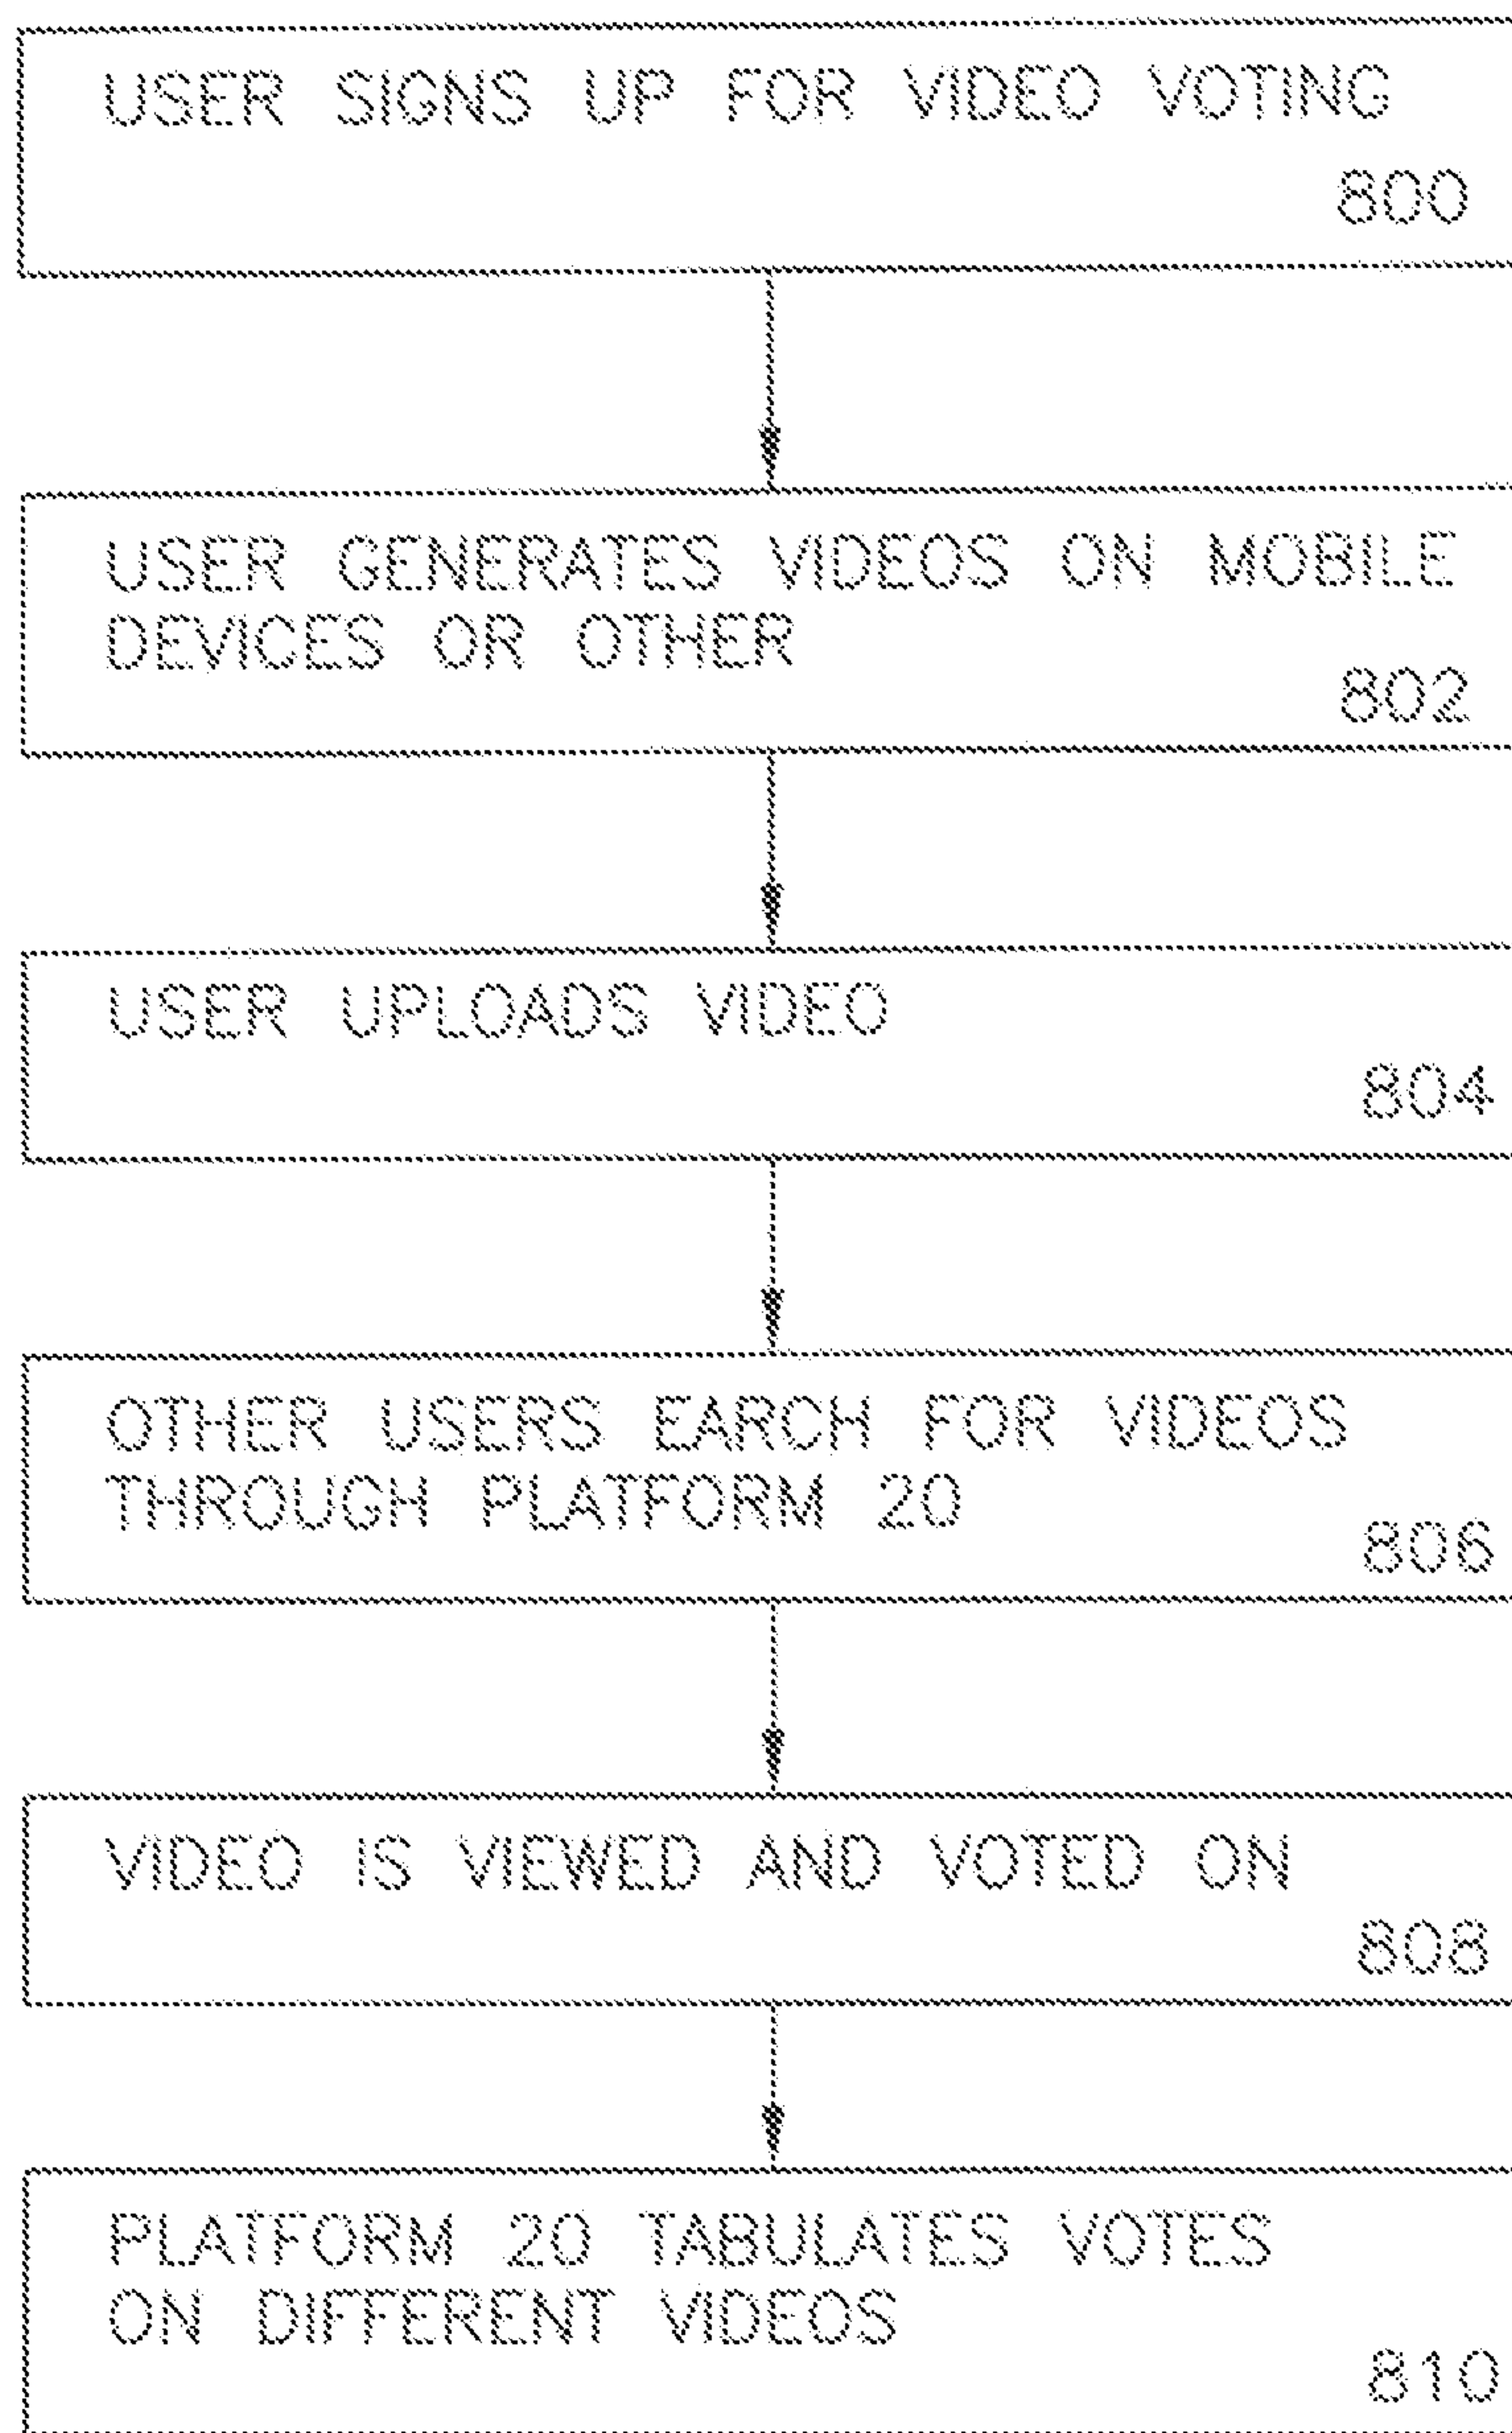 USER SIGNS UP FOR VIDEO VOTING
800
USER GENERATES VIDEOS ON MOBILE
DEVICES OR OTHER
802
USER UPLOADS VIDEO
804
OTHER USERS EARCH FOR VIDEOS
THROUGH PLATFORM 20
806
VIDEO IS VIEWED AND VOTED ON
808
PLATFORM 20 TABULATES VOTES
ON DIFFERENT VIDEOS
810